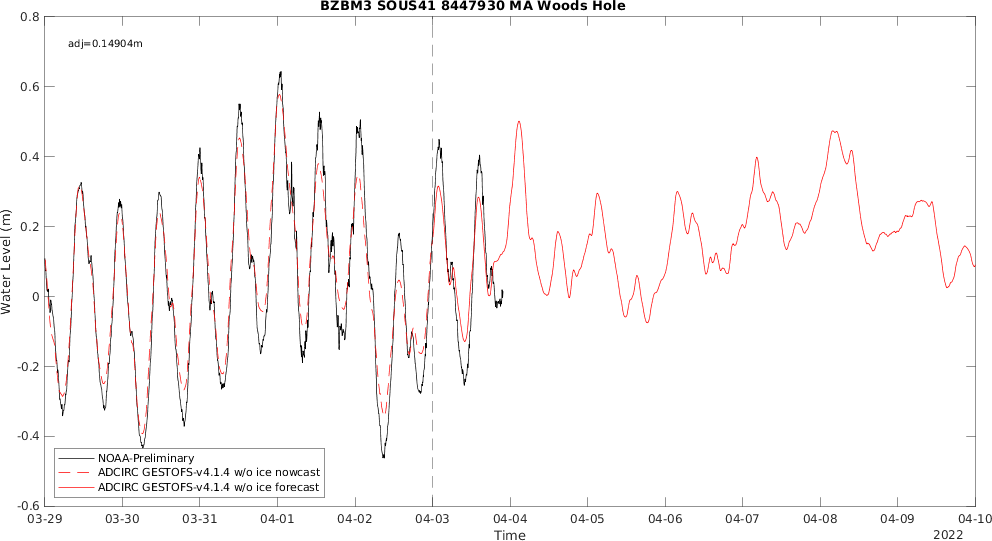 BZBM3 SOUS41 8447930 MA Woods Hole
adj=0.14904m
0.8
0.6
0.4
0.2
0
-0.2
-0.4
-0.6
Water Level (m)
NOAA-Preliminary
ADCIRC GESTOFS-v4.1.4 w/o ice nowcast
ADCIRC GESTOFS-v4.1.4 w/o ice forecast
03-29 03-30 03-31 04-01 04-02 04-03 04-04 04-05 04-06 04-07 04-08 04-09 04-10
Time
2022